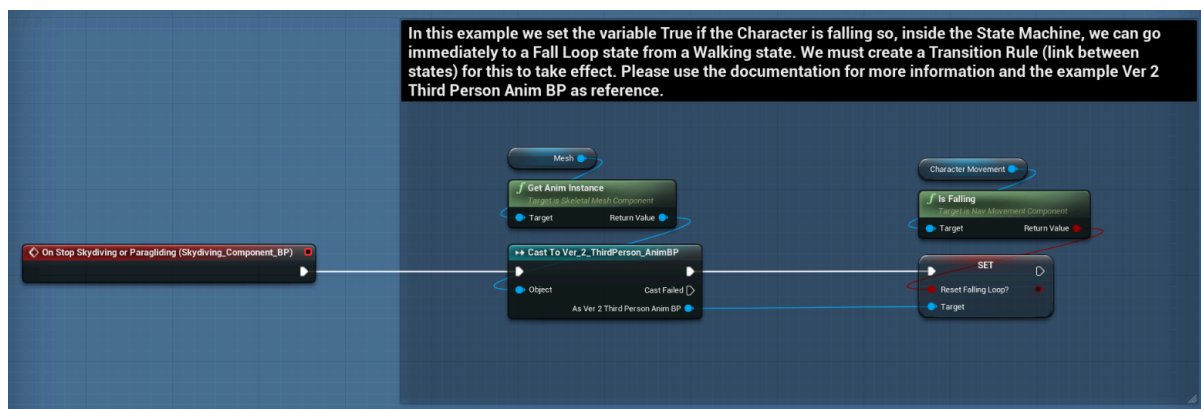 In this example we set the variable True if the Character is falling so, inside the State Machine, we can go
immediately to a Fall Loop state from a Walking state. We must create a Transition Rule (link between
states) for this to take effect. Please use the documentation for more information and the example Ver 2
Third Person Anim BP as reference.
Mesh
Character Movement
f Get Anim Instance
Target is Skeletal Mesh Component
Target Return Value
f Is Falling
Target is Nav Movement Component
Target Return Value
On Stop Skydiving or Paragliding (Skydiving_Component_BP)
Cast To Ver_2_ThirdPerson_AnimBP
Object Cast Failed
As Ver 2 Third Person Anim BP
SET
Reset Falling Loop?
Target